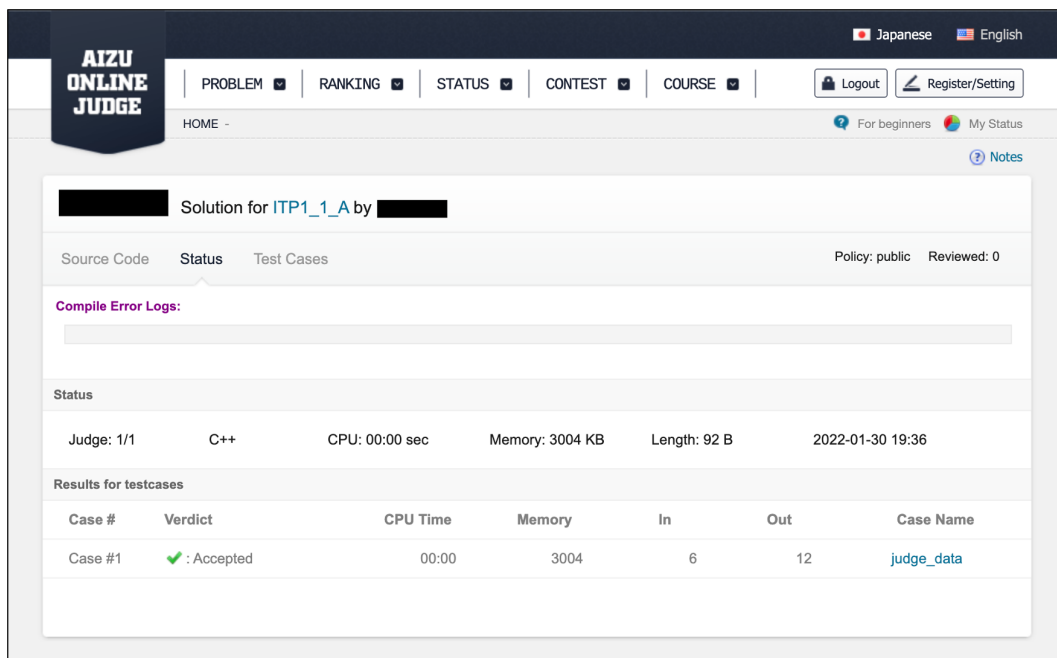 Japanese English
AIZU
ONLINE
JUDGE
PROBLEM RANKING STATUS CONTEST COURSE Logout Register/Setting
HOME - For beginners My Status
? Notes
Solution for ITP1_1_A by
Source Code Status Test Cases Policy: public Reviewed: 0
Compile Error Logs:
Status
Judge: 1/1 C++ CPU: 00:00 sec Memory: 3004 KB Length: 92 B 2022-01-30 19:36
Results for testcases
Case # Verdict CPU Time Memory In Out Case Name
Case #1 : Accepted 00:00 3004 6 12 judge_data